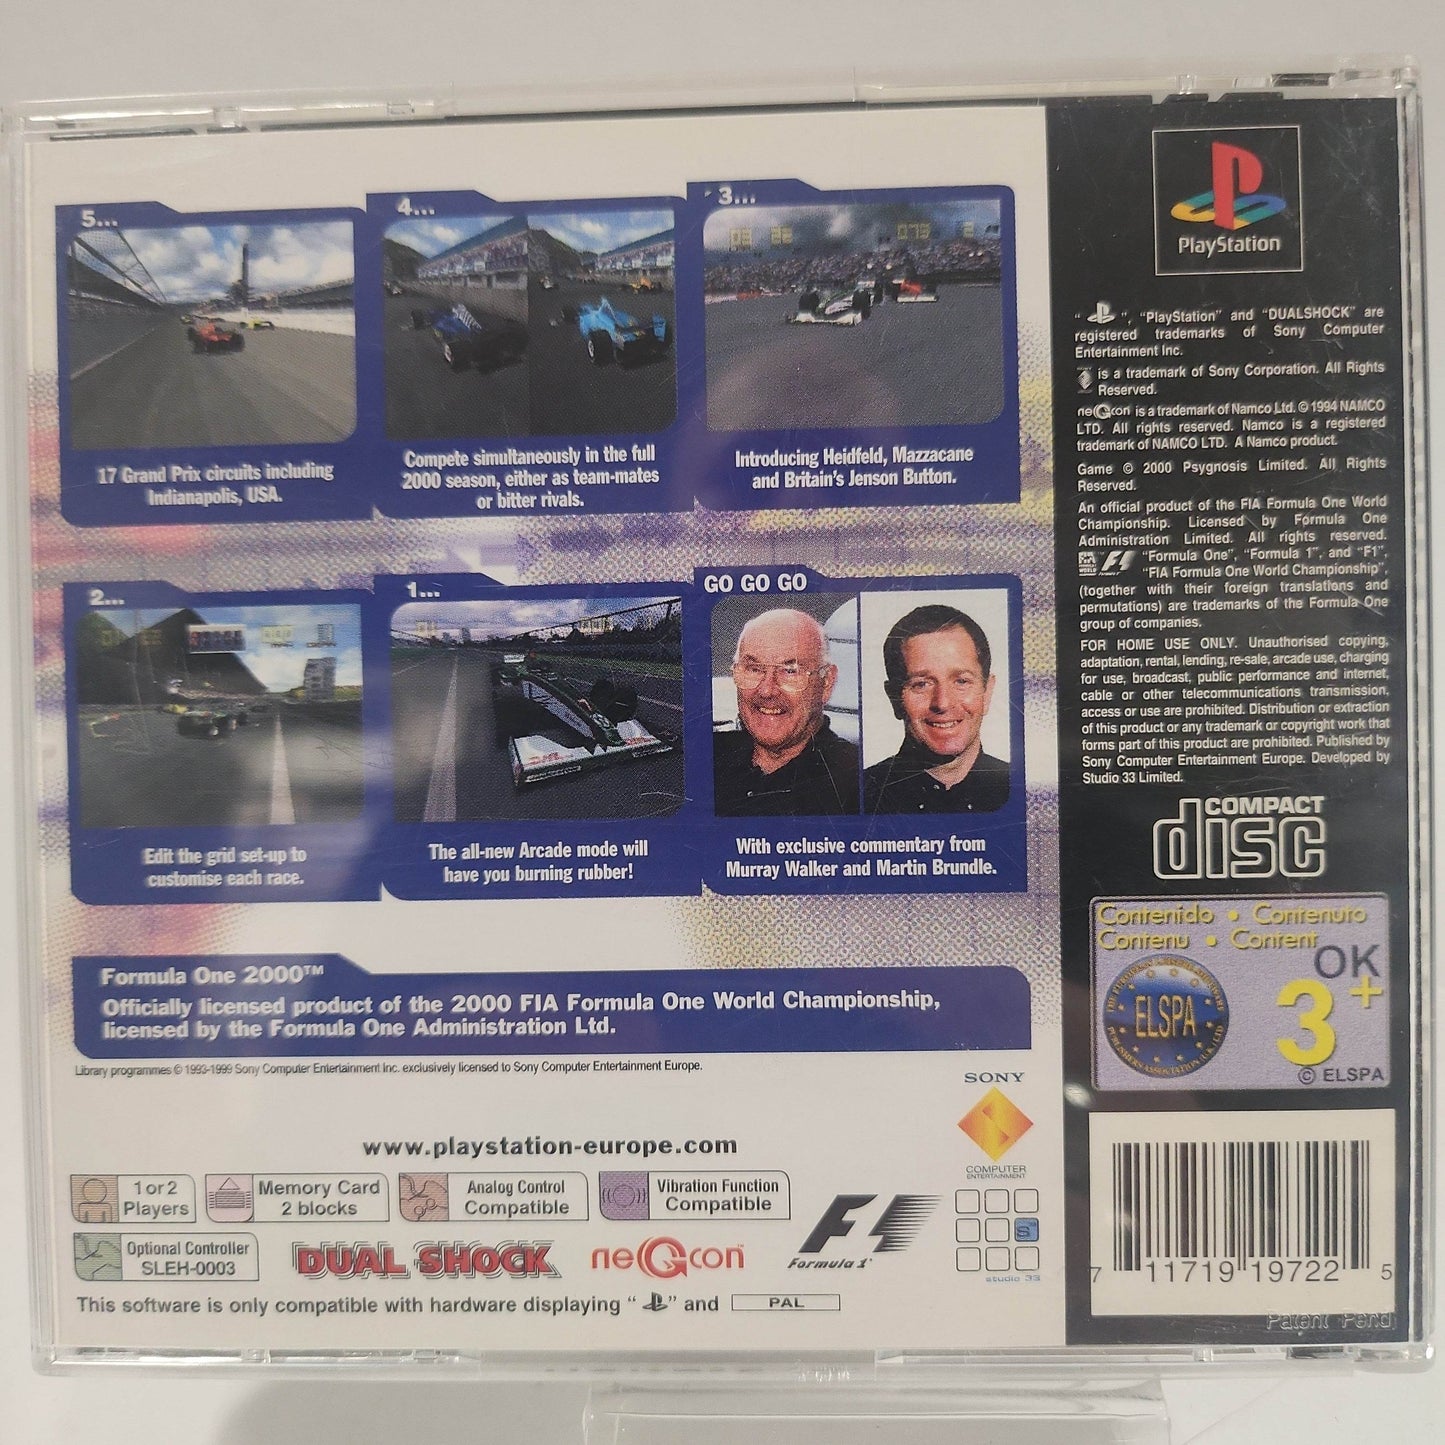 5...
17 Grand Prix circuits including
Indianapolis, USA.
4...
Compete simultaneously in the full
2000 season, either as team-mates
or bitter rivals.
3...
Introducing Heidfeld, Mazzacane
and Britain's Jenson Button.
2...
Edit the grid set-up to
customise each race.
1...
The all-new Arcade mode will
have you burning rubber!
GO GO GO
With exclusive commentary from
Murray Walker and Martin Brundle.
Formula One 2000™
Officially licensed product of the 2000 FIA Formula One World Championship,
licensed by the Formula One Administration Ltd.
Library programmes © 1993-1999 Sony Computer Entertainment Inc. exclusively licensed to Sony Computer Entertainment Europe.
www.playstation-europe.com
1 or 2
Players
Memory Card
2 blocks
Analog Control
Compatible
Vibration Function
Compatible
Optional Controller
SLEH-0003
DUAL SHOCK
neGcon™
F1
Formula 1®
SONY
COMPUTER
ENTERTAINMENT
studio 33
This software is only compatible with hardware displaying " " and PAL
PlayStation
" ", "PlayStation" and "DUALSHOCK" are
registered trademarks of Sony Computer
Entertainment Inc.
is a trademark of Sony Corporation. All Rights
Reserved.
neGcon is a trademark of Namco Ltd. © 1994 NAMCO
LTD. All rights reserved. Namco is a registered
trademark of NAMCO LTD. A Namco product.
Game © 2000 Psygnosis Limited. All Rights
Reserved.
An official product of the FIA Formula One World
Championship. Licensed by Formula One
Administration Limited. All rights reserved.
F1 "Formula One", "Formula 1", and "F1",
"FIA Formula One World Championship",
(together with their foreign translations and
permutations) are trademarks of the Formula One
group of companies.
FOR HOME USE ONLY. Unauthorised copying,
adaptation, rental, lending, re-sale, arcade use, charging
for use, broadcast, public performance and internet,
cable or other telecommunications transmission,
access or use are prohibited. Distribution or extraction
of this product or any trademark or copyright work that
forms part of this product are prohibited. Published by
Sony Computer Entertainment Europe. Developed by
Studio 33 Limited.
COMPACT
disc
Contenido • Contenuto
Contenu • Content
OK
3+
ELSPA
© ELSPA
7 11719 19722 5
Patent Pend